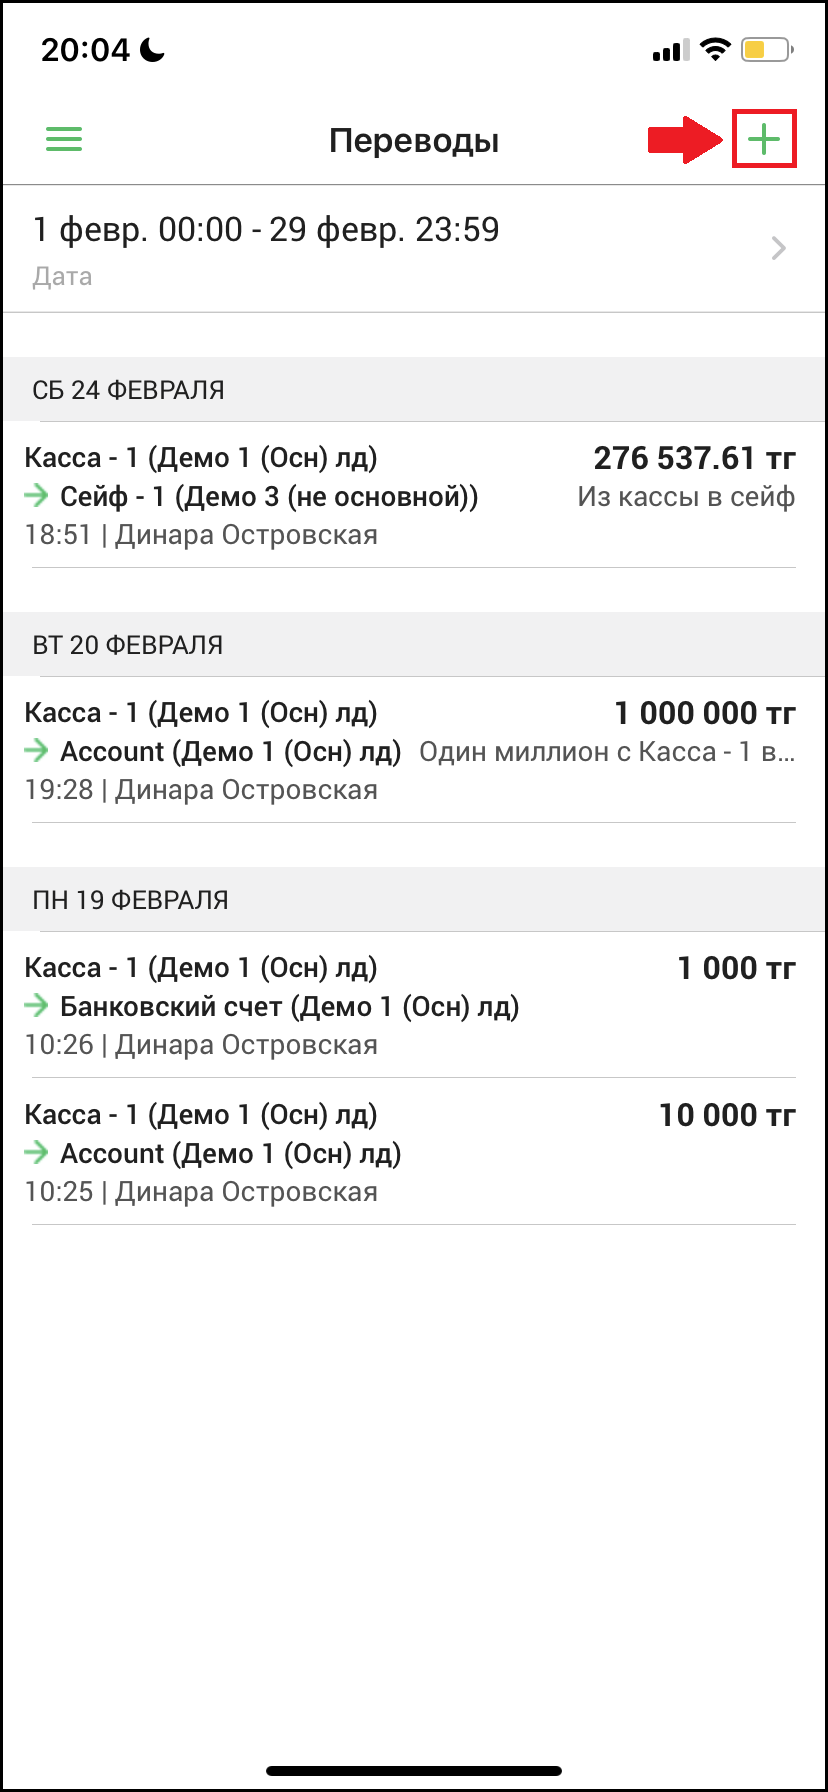 20:04
Переводы
1 февр. 00:00 - 29 февр. 23:59
Дата
СБ 24 ФЕВРАЛЯ
Касса - 1 (Демо 1 (Осн) лд) 276 537.61 тг
Сейф - 1 (Демо 3 (не основной)) Из кассы в сейф
18:51 | Динара Островская
ВТ 20 ФЕВРАЛЯ
Касса - 1 (Демо 1 (Осн) лд) 1 000 000 тг
Account (Демо 1 (Осн) лд) Один миллион с Касса - 1 в...
19:28 | Динара Островская
ПН 19 ФЕВРАЛЯ
Касса - 1 (Демо 1 (Осн) лд) 1 000 тг
Банковский счет (Демо 1 (Осн) лд)
10:26 | Динара Островская
Касса - 1 (Демо 1 (Осн) лд) 10 000 тг
Account (Демо 1 (Осн) лд)
10:25 | Динара Островская